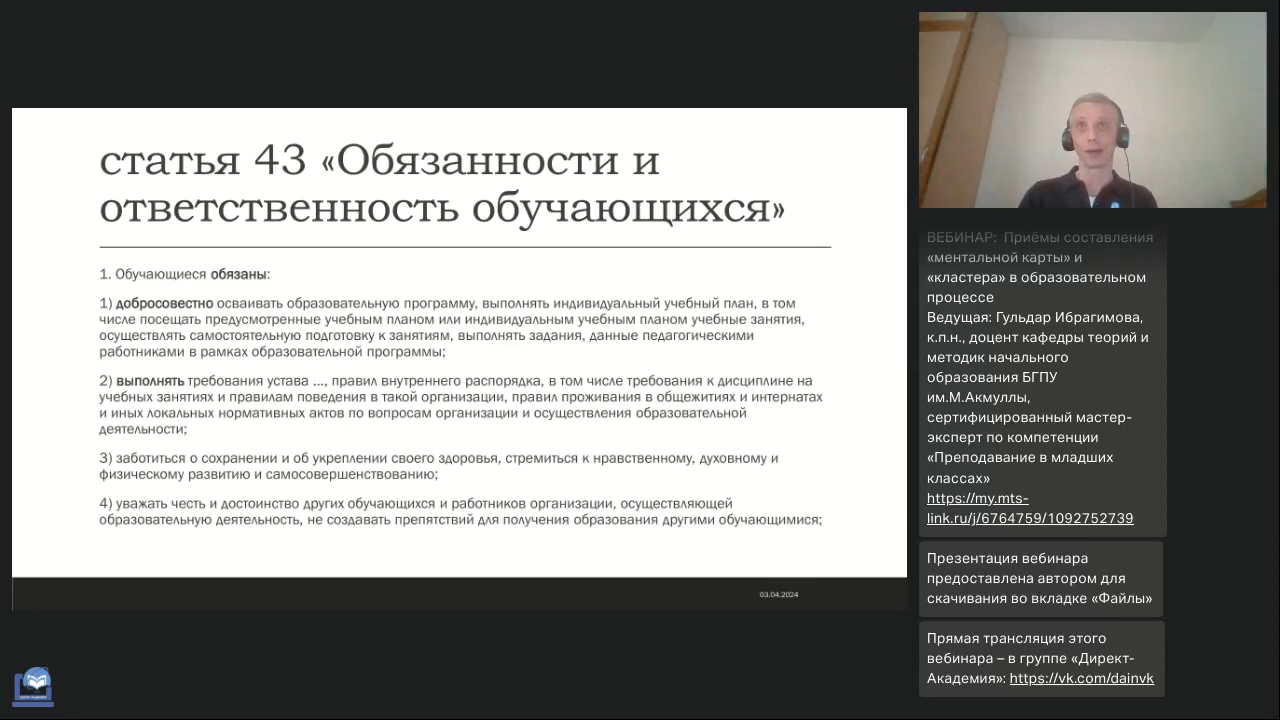 статья 43 «Обязанности и
ответственность обучающихся»
1. Обучающиеся обязаны:
1) добросовестно осваивать образовательную программу, выполнять индивидуальный учебный план, в том
числе посещать предусмотренные учебным планом или индивидуальным учебным планом учебные занятия,
осуществлять самостоятельную подготовку к занятиям, выполнять задания, данные педагогическими
работниками в рамках образовательной программы;
2) выполнять требования устава ..., правил внутреннего распорядка, в том числе требования к дисциплине на
учебных занятиях и правилам поведения в такой организации, правил проживания в общежитиях и интернатах
и иных локальных нормативных актов по вопросам организации и осуществления образовательной
деятельности;
3) заботиться о сохранении и об укреплении своего здоровья, стремиться к нравственному, духовному и
физическому развитию и самосовершенствованию;
4) уважать честь и достоинство других обучающихся и работников организации, осуществляющей
образовательную деятельность, не создавать препятствий для получения образования другими обучающимися;
03.04.2024
ВЕБИНАР: Приёмы составления
«ментальной карты» и
«кластера» в образовательном
процессе
Ведущая: Гульдар Ибрагимова,
к.п.н., доцент кафедры теорий и
методик начального
образования БГПУ
им.М.Акмуллы,
сертифицированный мастер-
эксперт по компетенции
«Преподавание в младших
классах»
https://my.mts-
link.ru/j/6764759/1092752739
Презентация вебинара
предоставлена автором для
скачивания во вкладке «Файлы»
Прямая трансляция этого
вебинара – в группе «Директ-
Академия»: https://vk.com/dainvk